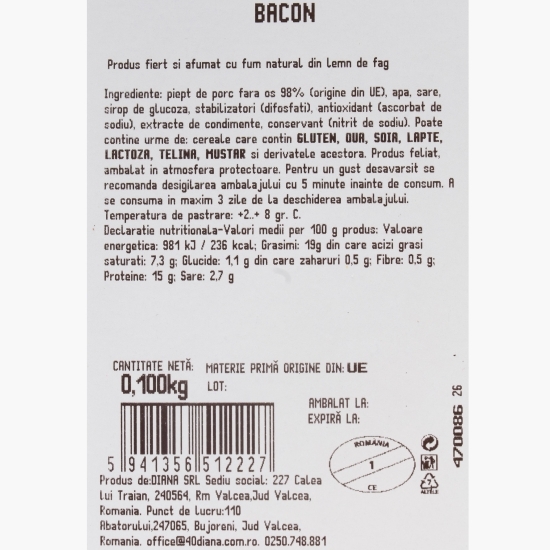 BACON
Produs fiert si afumat cu fum natural din lemn de fag
Ingrediente: piept de porc fara os 98% (origine din UE), apa, sare,
sirop de glucoza, stabilizatori (difosfati), antioxidant (ascorbat de
sodiu), extracte de condimente, conservant (nitrit de sodiu). Poate
contine urme de: cereale care contin GLUTEN, OUA, SOIA, LAPTE,
LACTOZA, TELINA, MUSTAR si derivatele acestora. Produs feliat,
ambalat in atmosfera protectoare. Pentru un gust desavarsit se
recomanda desigilarea ambalajului cu 5 minute inainte de consum. A
se consuma in maxim 3 zile de la deschiderea ambalajului.
Temperatura de pastrare: +2..+ 8 gr. C.
Declaratie nutritionala-Valori medii per 100 g produs: Valoare
energetica: 981 kJ / 236 kcal; Grasimi: 19g din care acizi grasi
saturati: 7,3 g; Glucide: 1,1 g din care zaharuri 0,5 g; Fibre: 0,5 g;
Proteine: 15 g; Sare: 2,7 g
CANTITATE NETĂ: MATERIE PRIMĂ ORIGINE DIN: UE
0,100kg LOT:
AMBALAT LA:
EXPIRĂ LA:
470086 26
5 941356 512227
ROMANIA
1
CE
7
ALTELE
Produs de:DIANA SRL Sediu social: 227 Calea
lui Traian, 240564, Rm Valcea,Jud Valcea,
Romania. Punct de lucru:110
Abatorului,247065, Bujoreni, Jud Valcea,
Romania. office@40diana.com.ro. 0250.748.881